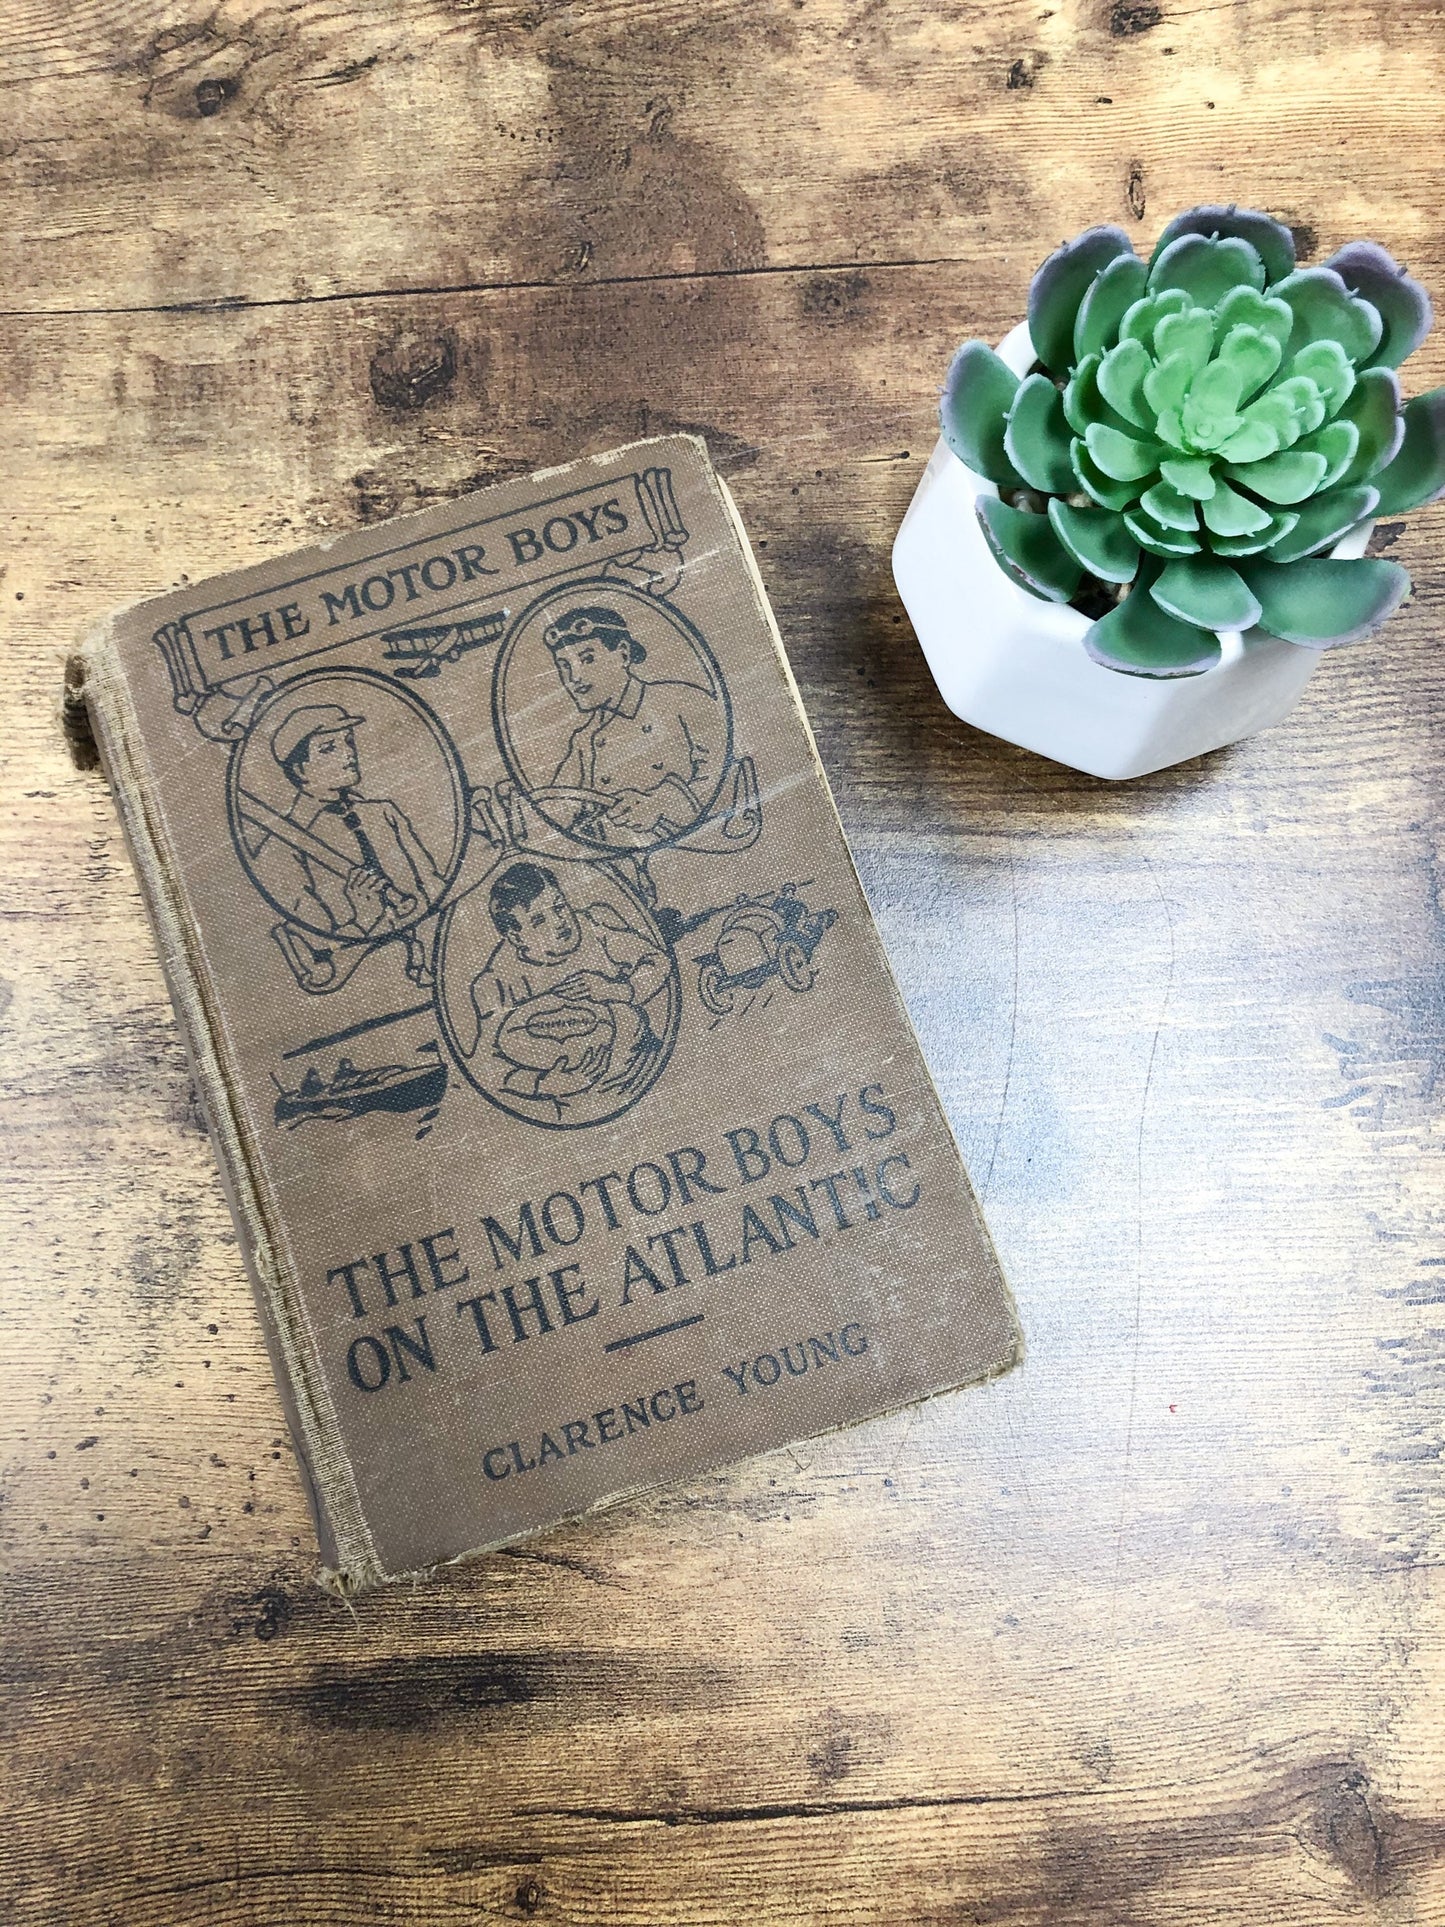 THE MOTOR BOYS
THE MOTOR BOYS
ON THE ATLANTIC
CLARENCE YOUNG